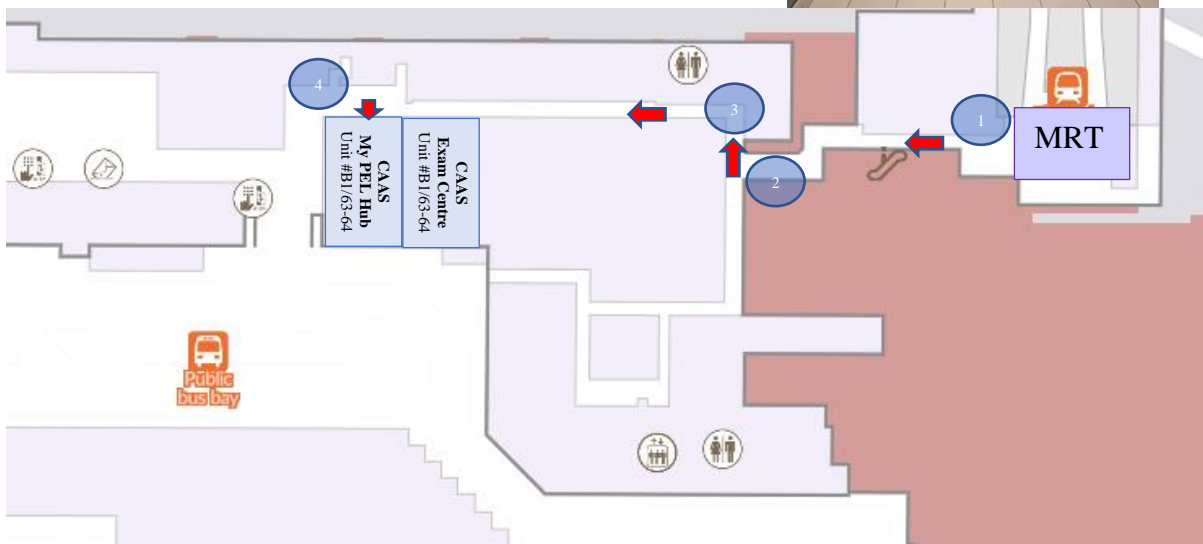 4
3
1
MRT
2
CAAS
My PEL Hub
Unit #B1/63-64
CAAS
Exam Centre
Unit #B1/63-64
Public
bus bay